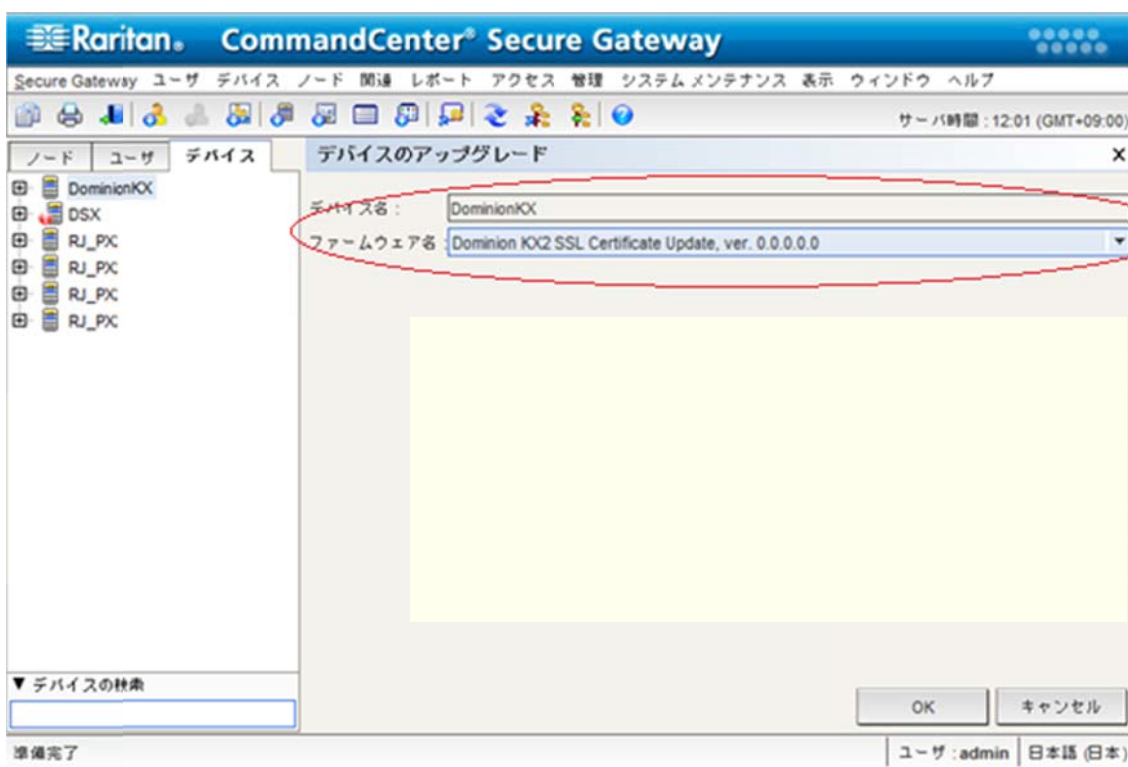 Raritan. CommandCenter® Secure Gateway
Secure Gateway ユーザ デバイス ノード 関連 レポート アクセス 管理 システム メンテナンス 表示 ウィンドウ ヘルプ
サーバ時間 : 12:01 (GMT+09:00)
ノード ユーザ デバイス
デバイスのアップグレード
DominionKX
DSX
RJ_PX
RJ_PX
RJ_PX
RJ_PX
デバイス名 : DominionKX
ファームウェア名 : Dominion KX2 SSL Certificate Update, ver. 0.0.0.0.0
▼ デバイスの検索
OK キャンセル
準備完了
ユーザ : admin 日本語 (日本)